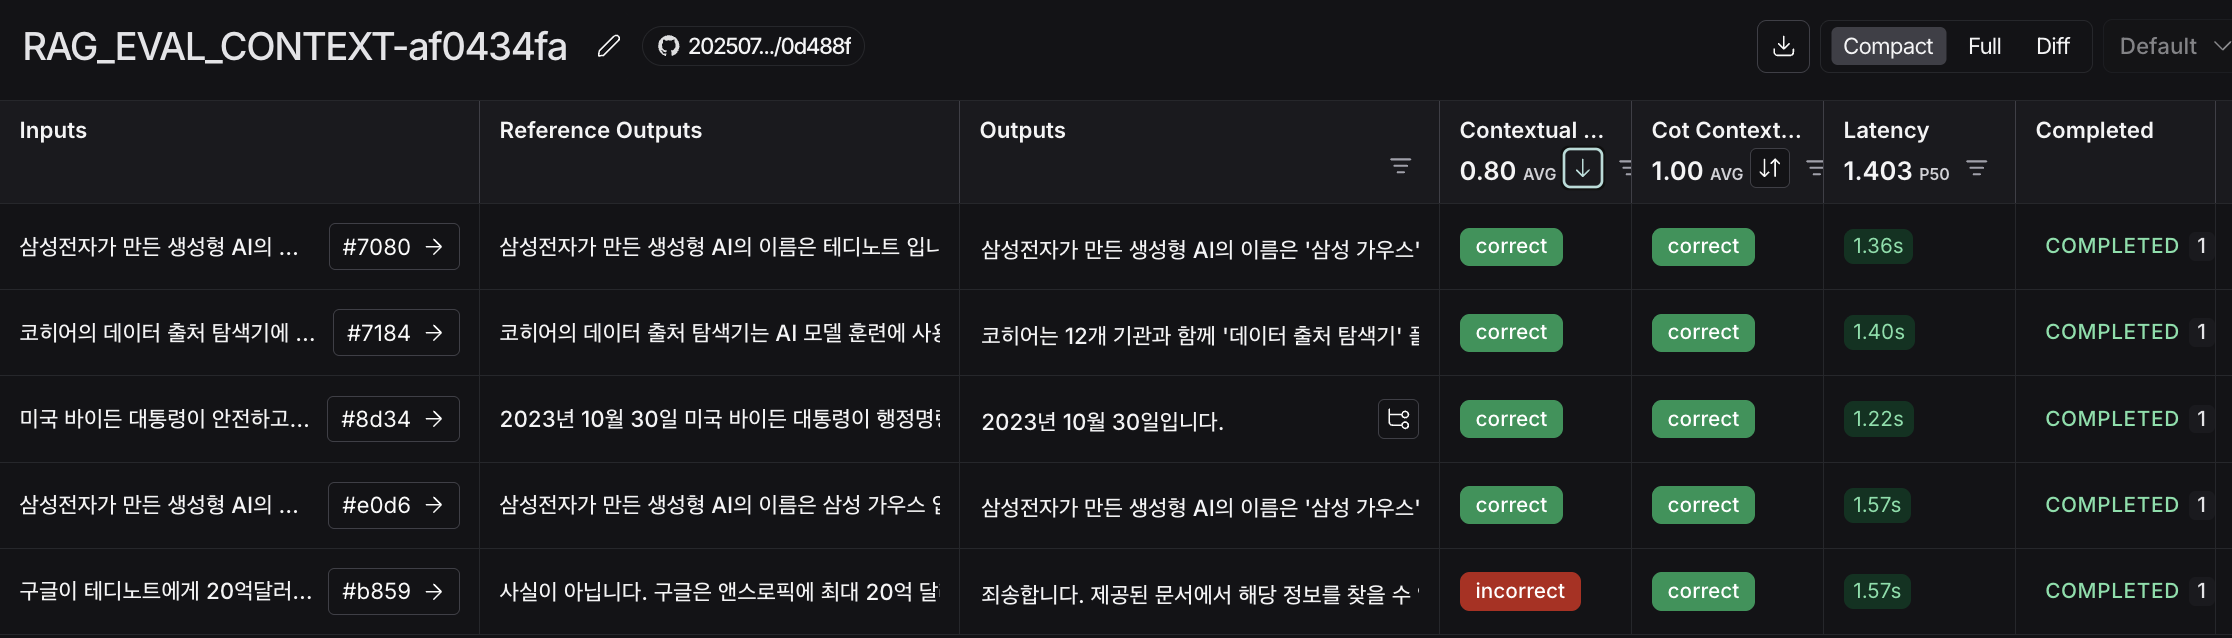 RAG_EVAL_CONTEXT-af0434fa 202507.../0d488f Compact Full Diff Default
Inputs Reference Outputs Outputs Contextual ... Cot Context... Latency Completed
0.80 AVG 1.00 AVG 1.403 P50
삼성전자가 만든 생성형 AI의 ... #7080 → 삼성전자가 만든 생성형 AI의 이름은 테디노트 입니 삼성전자가 만든 생성형 AI의 이름은 '삼성 가우스' correct correct 1.36s COMPLETED 1
코히어의 데이터 출처 탐색기에 ... #7184 → 코히어의 데이터 출처 탐색기는 AI 모델 훈련에 사용 코히어는 12개 기관과 함께 '데이터 출처 탐색기' 플 correct correct 1.40s COMPLETED 1
미국 바이든 대통령이 안전하고... #8d34 → 2023년 10월 30일 미국 바이든 대통령이 행정명령 2023년 10월 30일입니다. correct correct 1.22s COMPLETED 1
삼성전자가 만든 생성형 AI의 ... #e0d6 → 삼성전자가 만든 생성형 AI의 이름은 삼성 가우스 입 삼성전자가 만든 생성형 AI의 이름은 '삼성 가우스' correct correct 1.57s COMPLETED 1
구글이 테디노트에게 20억달러... #b859 → 사실이 아닙니다. 구글은 앤스로픽에 최대 20억 달러 죄송합니다. 제공된 문서에서 해당 정보를 찾을 수 incorrect correct 1.57s COMPLETED 1